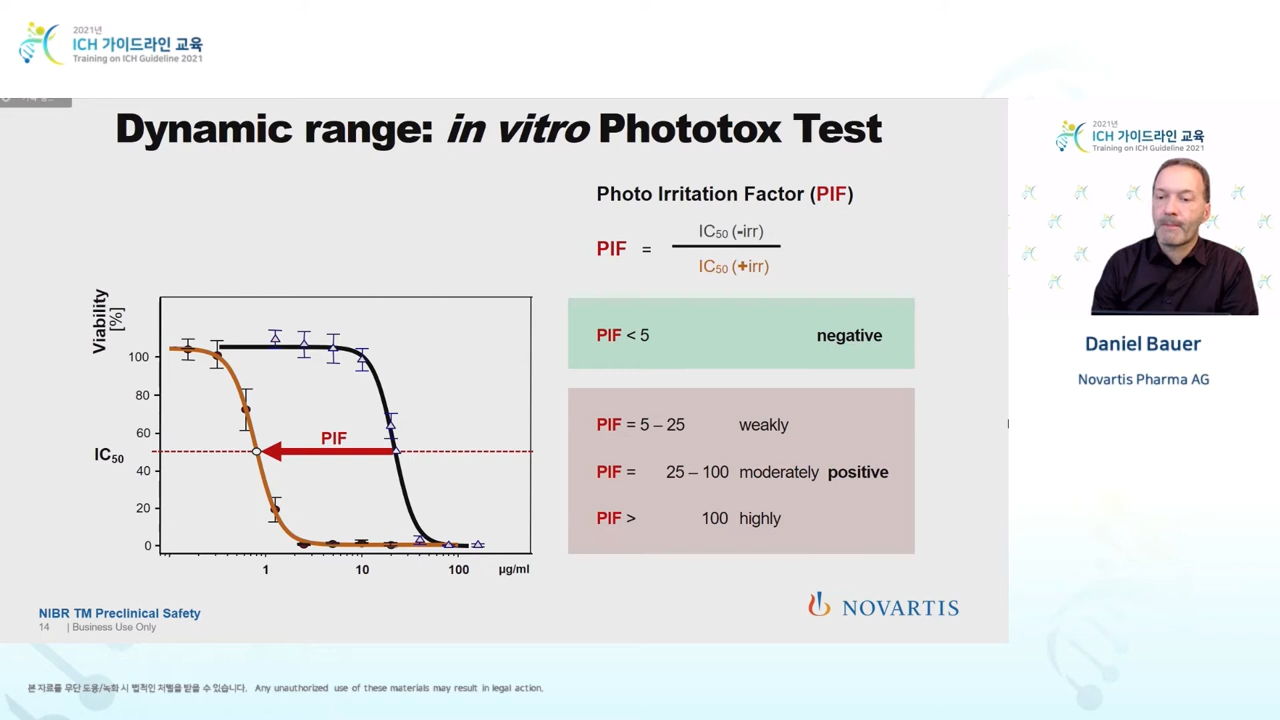 2021년
ICH 가이드라인 교육
Training on ICH Guideline 2021
Dynamic range: in vitro Phototox Test
Photo Irritation Factor (PIF)
PIF = IC50 (-irr)
IC50 (+irr)
PIF < 5 negative
PIF = 5 – 25 weakly
PIF = 25 – 100 moderately positive
PIF > 100 highly
Viability
[%]
100
80
60
IC50
40
20
0
PIF
1 10 100 µg/ml
NIBR TM Preclinical Safety
14 | Business Use Only
NOVARTIS
2021년
ICH 가이드라인 교육
Training on ICH Guideline 2021
Daniel Bauer
Novartis Pharma AG
본 자료를 무단 도용/녹화 시 법적인 처벌을 받을 수 있습니다. Any unauthorized use of these materials may result in legal action.